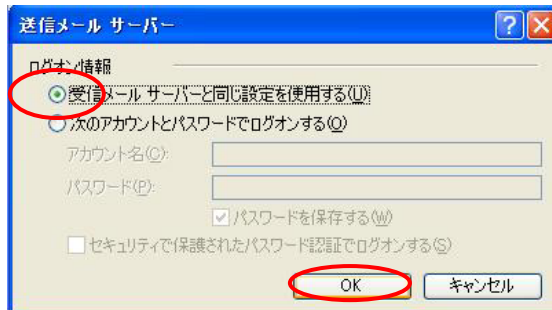 送信メール サーバー
ログオン情報
受信メール サーバーと同じ設定を使用する(U)
次のアカウントとパスワードでログオンする(O)
アカウント名(C):
パスワード(P):
パスワードを保存する(W)
セキュリティで保護されたパスワード認証でログオンする(S)
OK キャンセル